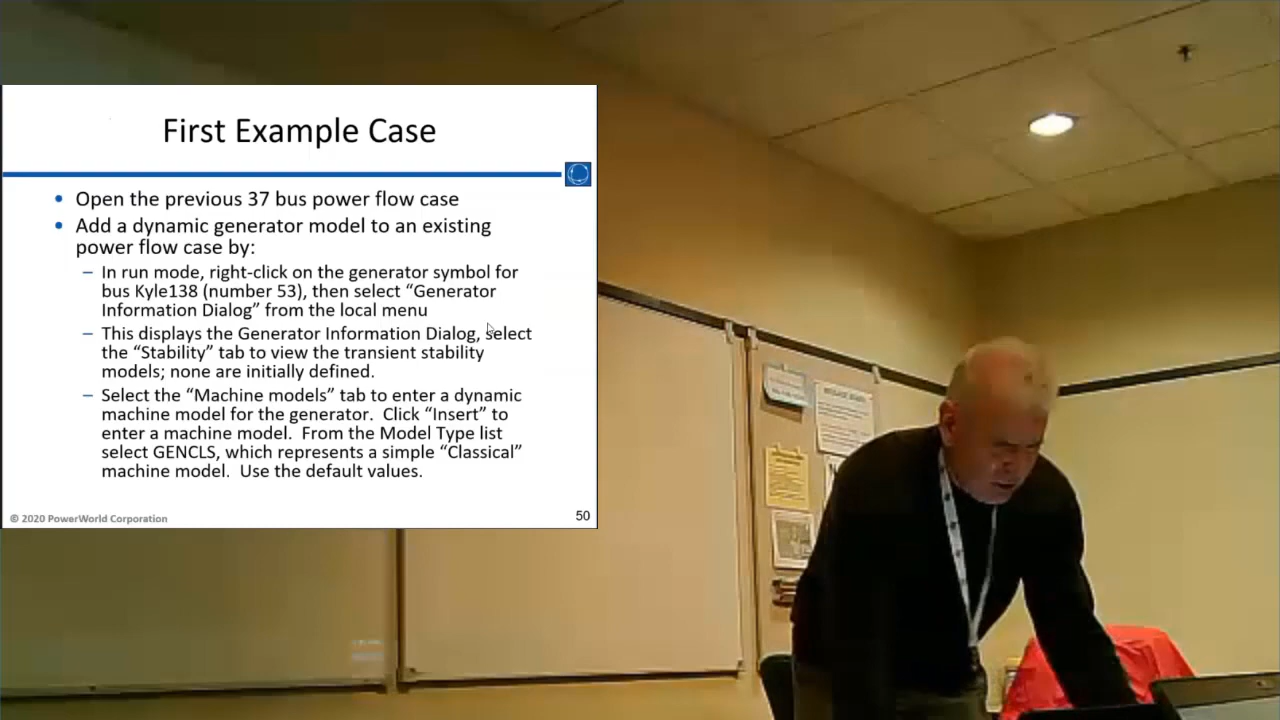 First Example Case
• Open the previous 37 bus power flow case
• Add a dynamic generator model to an existing
power flow case by:
– In run mode, right-click on the generator symbol for
bus Kyle138 (number 53), then select “Generator
Information Dialog” from the local menu
– This displays the Generator Information Dialog, select
the “Stability” tab to view the transient stability
models; none are initially defined.
– Select the “Machine models” tab to enter a dynamic
machine model for the generator.  Click “Insert” to
enter a machine model.  From the Model Type list
select GENCLS, which represents a simple “Classical”
machine model.  Use the default values.
© 2020 PowerWorld Corporation
50